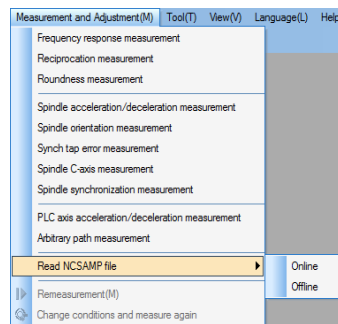 Measurement and Adjustment(M) Tool(T) View(V) Language(L) Help
Frequency response measurement
Reciprocation measurement
Roundness measurement
Spindle acceleration/deceleration measurement
Spindle orientation measurement
Synch tap error measurement
Spindle C-axis measurement
Spindle synchronization measurement
PLC axis acceleration/deceleration measurement
Arbitrary path measurement
Read NCSAMP file
Online
Offline
Remeasurement(M)
Change conditions and measure again